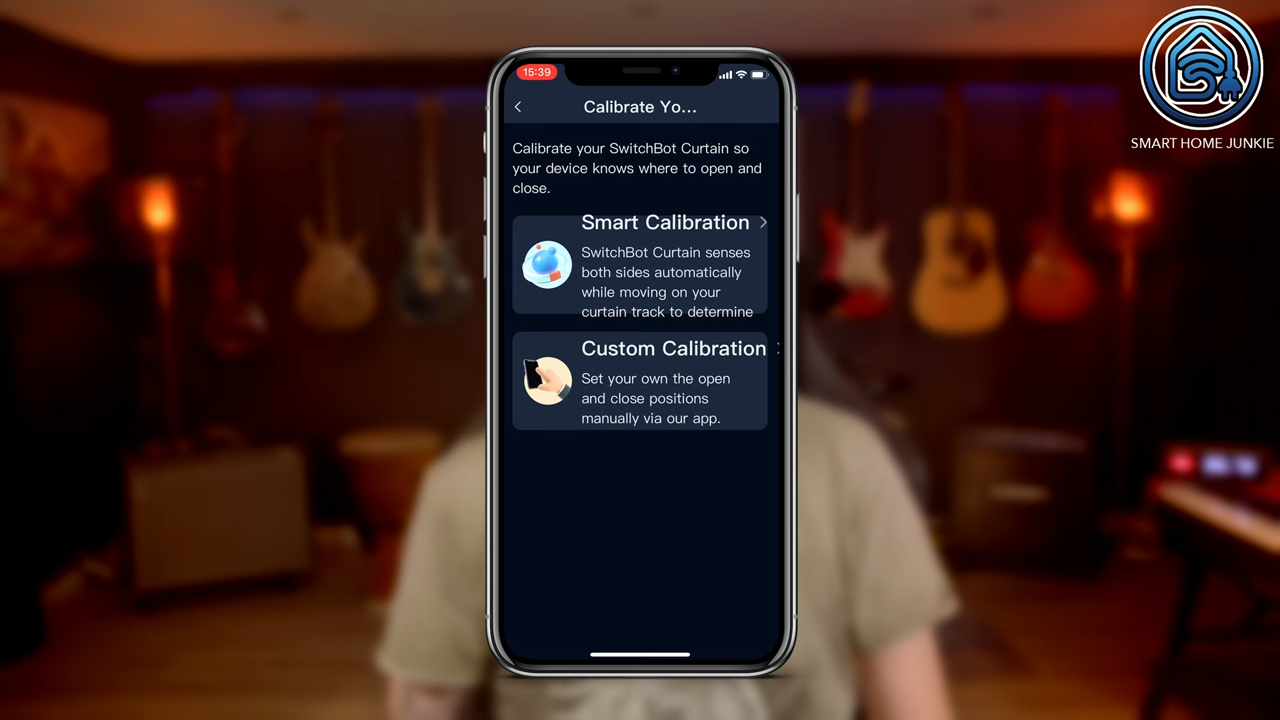 15:39
Calibrate Yo...
Calibrate your SwitchBot Curtain so
your device knows where to open and
close.
Smart Calibration
SwitchBot Curtain senses
both sides automatically
while moving on your
curtain track to determine
Custom Calibration
Set your own the open
and close positions
manually via our app.
SMART HOME JUNKIE